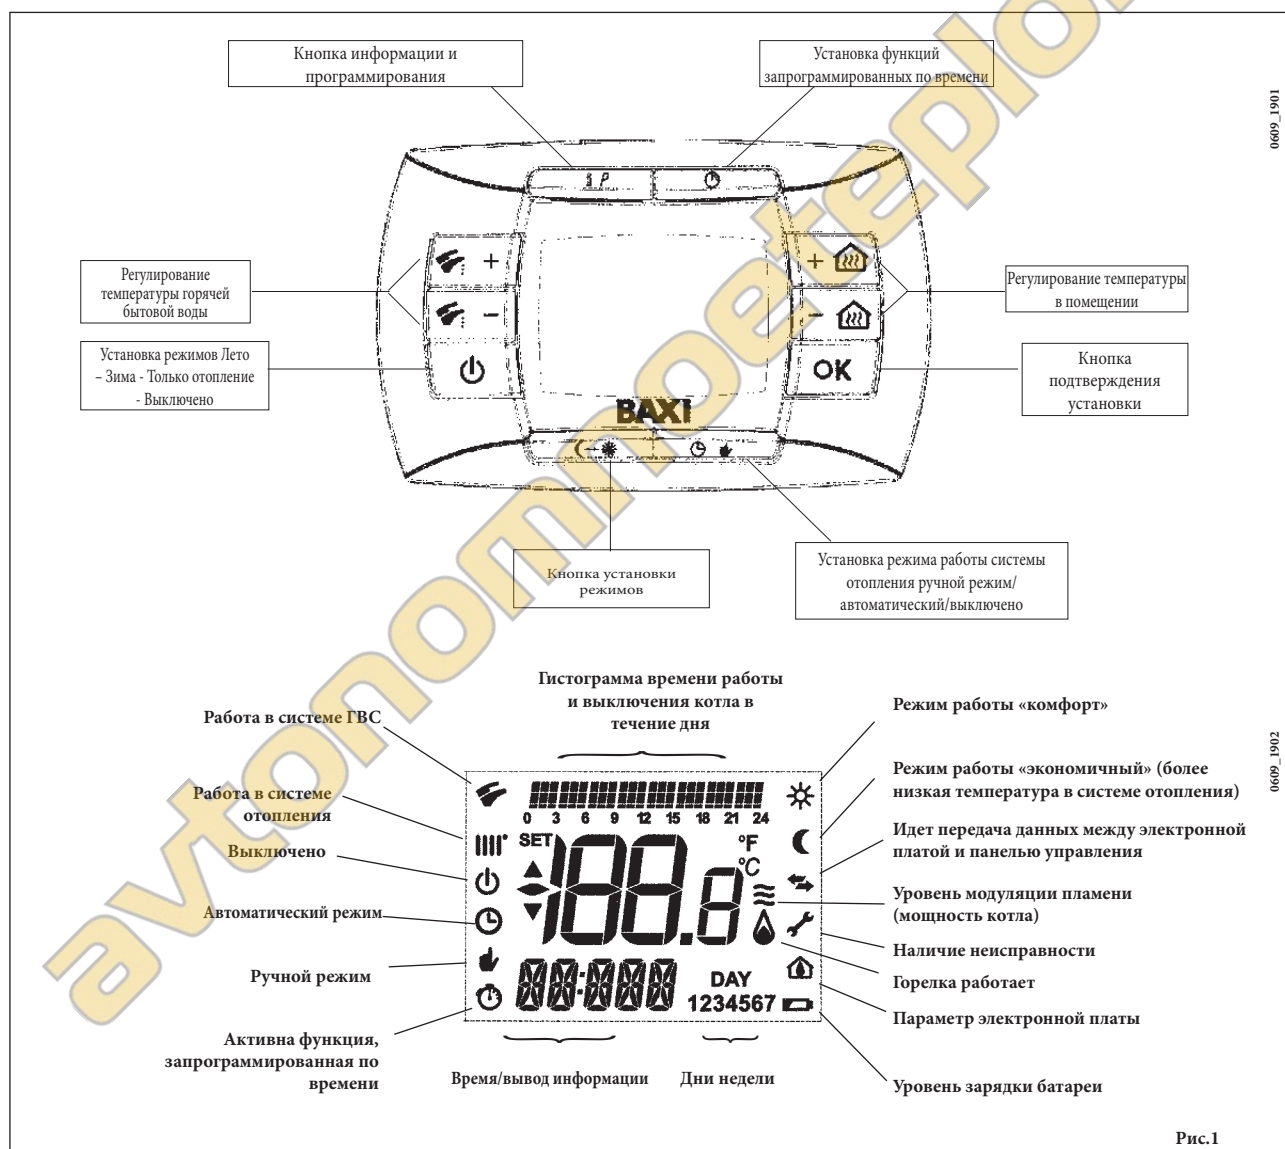 Кнопка информации и
программирования
Установка функций
запрограммированных по времени
0609_1901
i P
+
+
Регулирование
температуры горячей
бытовой воды
Регулирование температуры
в помещении
−
−
Установка режимов Лето
– Зима - Только отопление
- Выключено
OK
Кнопка
подтверждения
установки
BAXI
Кнопка установки
режимов
Установка режима работы системы
отопления ручной режим/
автоматический/выключено
Гистограмма времени работы
и выключения котла в
течение дня
Работа в системе ГВС
Режим работы «комфорт»
0609_1902
Режим работы «экономичный» (более
низкая температура в системе отопления)
Работа в системе
отопления
0 3 6 9 12 15 18 21 24
Идет передача данных между электронной
платой и панелью управления
SET
°F
°C
188.8
Выключено
Уровень модуляции пламени
(мощность котла)
Автоматический режим
Наличие неисправности
Ручной режим
Горелка работает
DAY
1234567
Параметр электронной платы
Активна функция,
запрограммированная по
времени
Время/вывод информации
Дни недели
Уровень зарядки батареи
Рис.1
avtonomnoeteplo